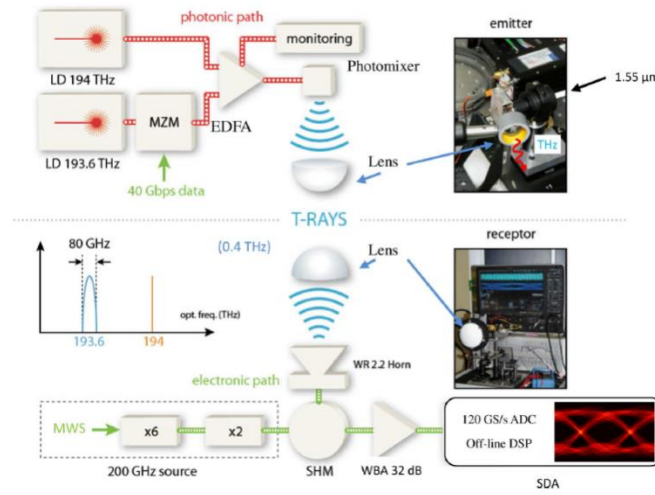 photonic path
emitter
monitoring
Photomixer
1.55 µm
LD 194 THz
MZM
EDFA
THz
LD 193.6 THz
Lens
40 Gbps data
T-RAYS
receptor
80 GHz
(0.4 THz)
Lens
opt. freq. (THz)
193.6
194
WR 2.2 Horn
electronic path
MWS
x6
x2
120 GS/s ADC
Off-line DSP
200 GHz source
SHM
WBA 32 dB
SDA